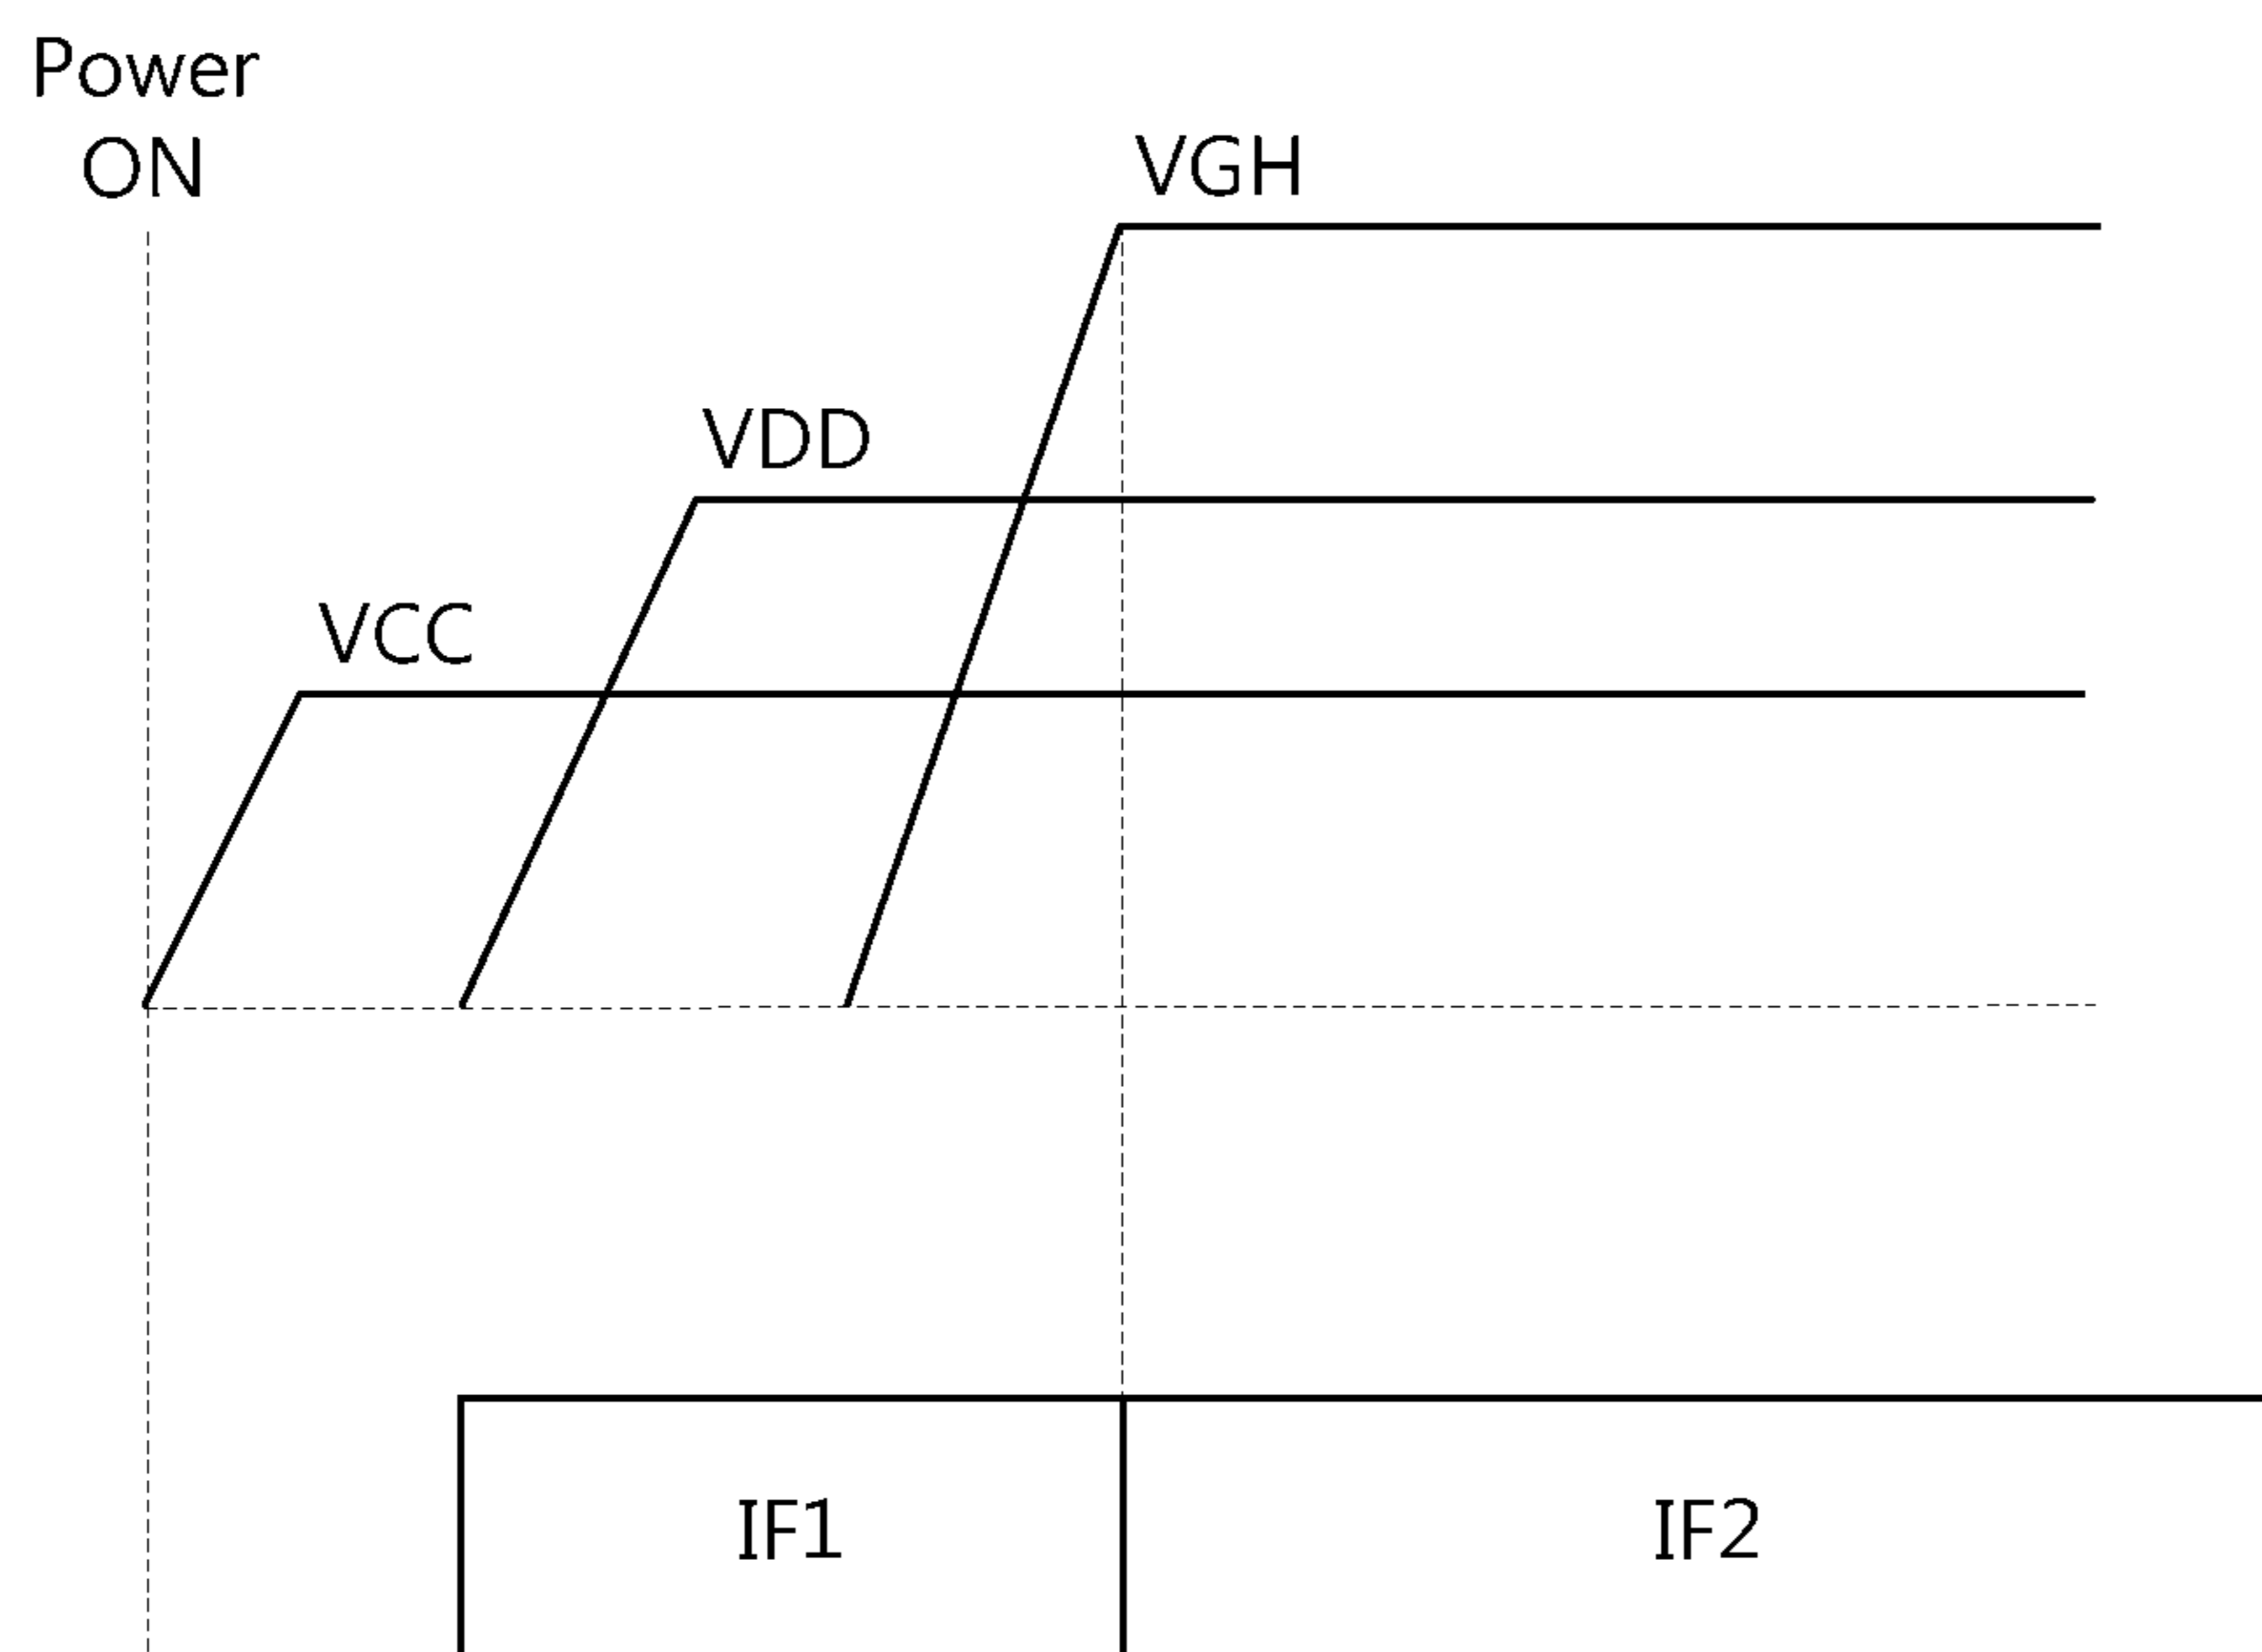 Power
ON
VGH
VDD
VCC
IF1
IF2